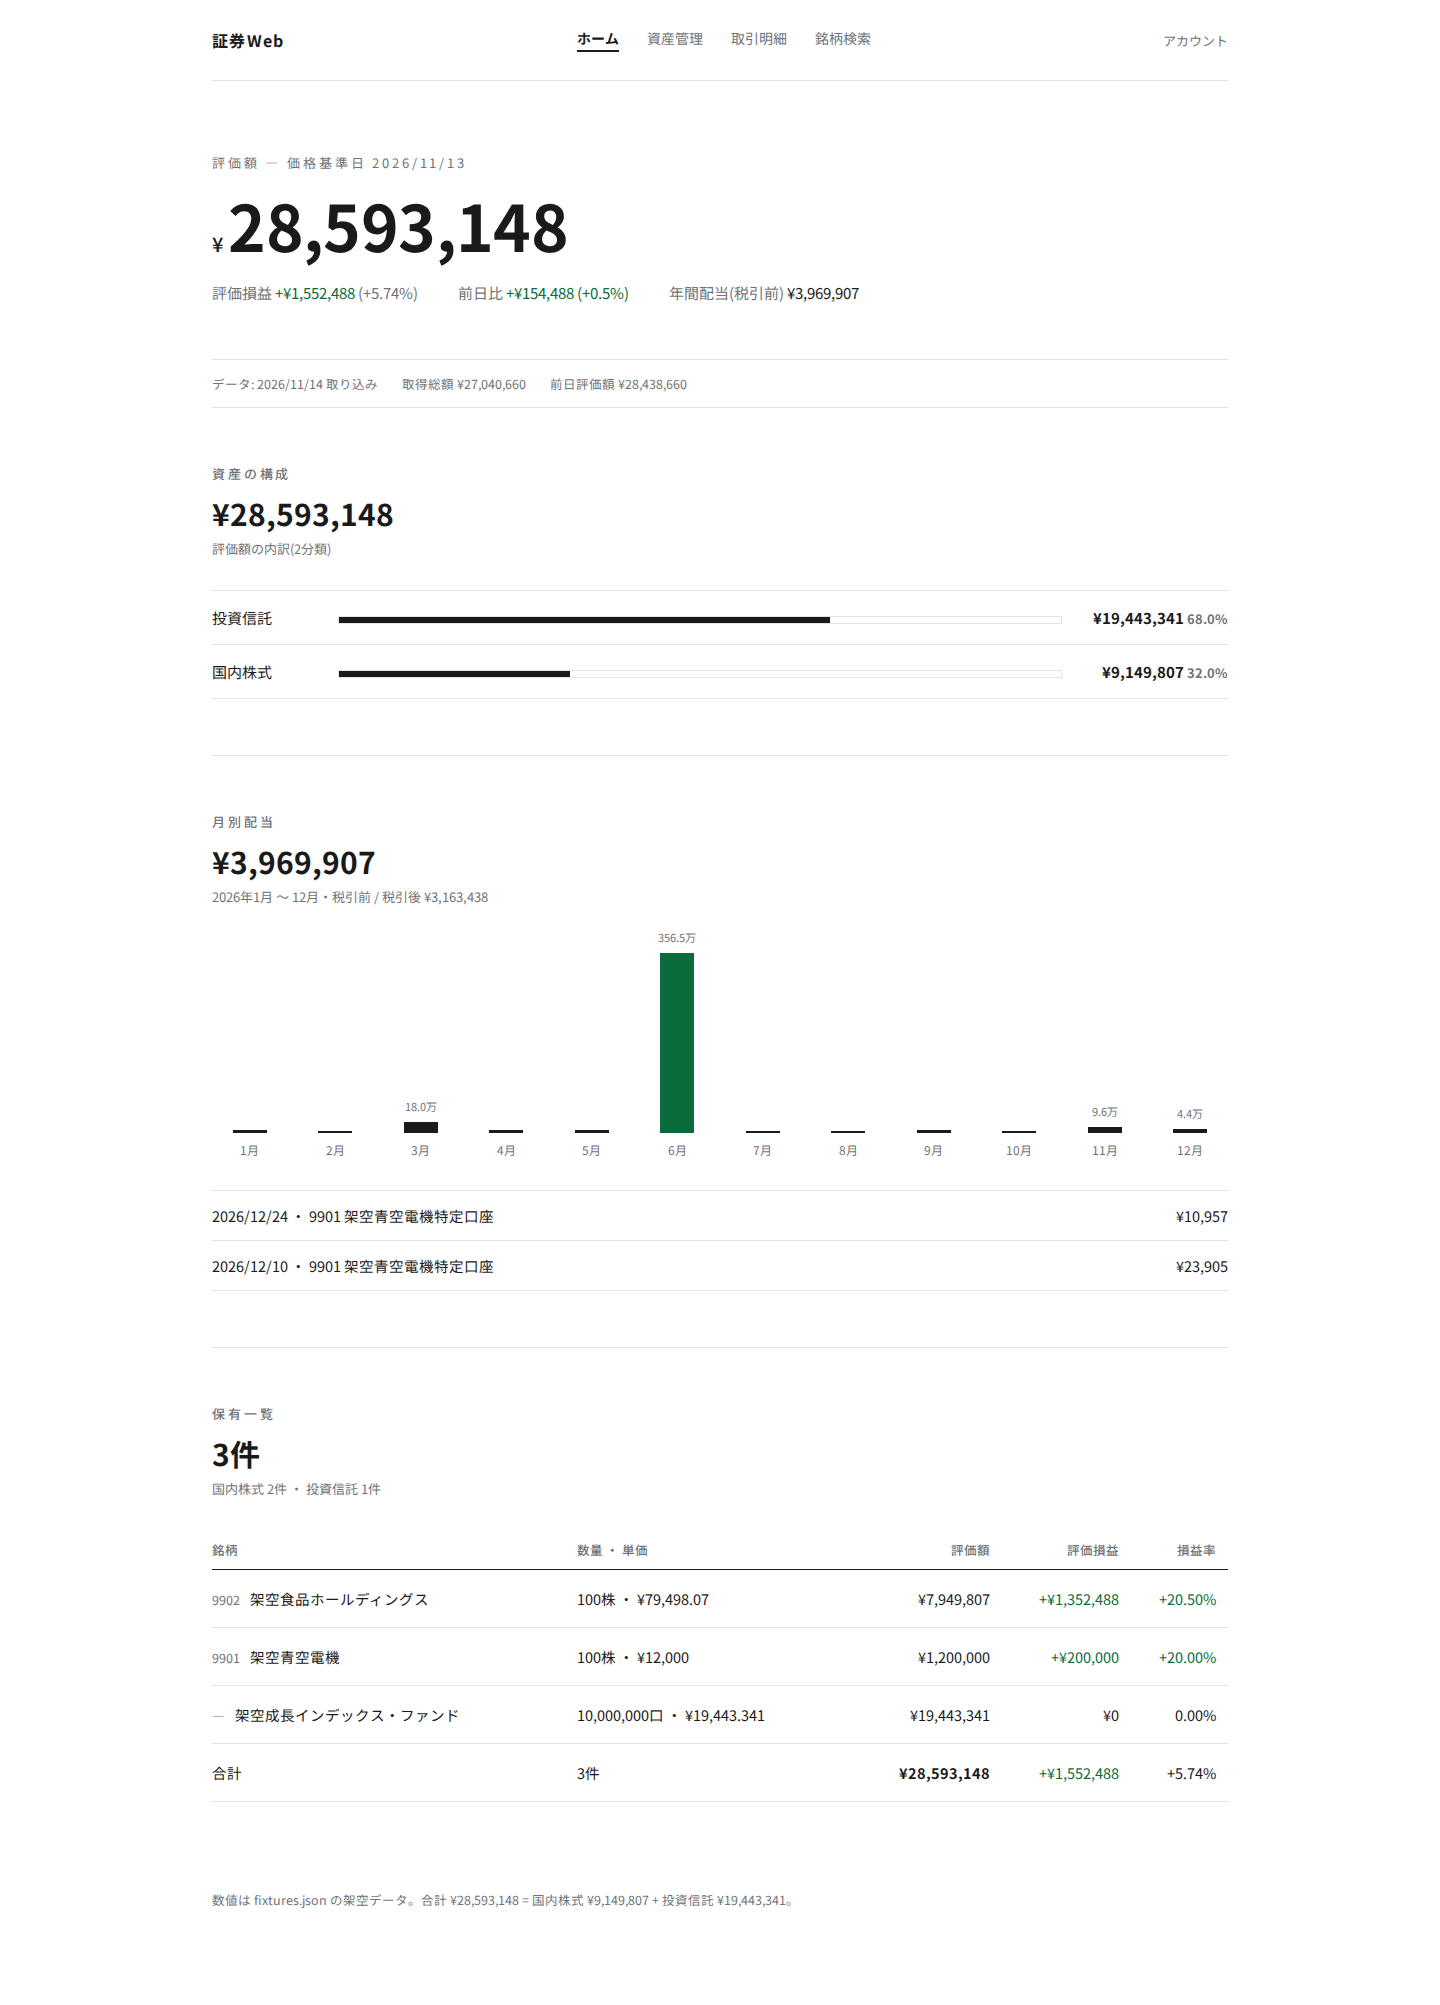 証券Web ホーム 資産管理 取引明細 銘柄検索 アカウント
評価額 — 価格基準日 2026/11/13
¥28,593,148
評価損益 +¥1,552,488 (+5.74%) 前日比 +¥154,488 (+0.5%) 年間配当(税引前) ¥3,969,907
データ: 2026/11/14 取り込み 取得総額 ¥27,040,660 前日評価額 ¥28,438,660
資産の構成
¥28,593,148
評価額の内訳(2分類)
投資信託 ¥19,443,341 68.0%
国内株式 ¥9,149,807 32.0%
月別配当
¥3,969,907
2026年1月 〜 12月・税引前 / 税引後 ¥3,163,438
356.5万
18.0万 9.6万 4.4万
1月 2月 3月 4月 5月 6月 7月 8月 9月 10月 11月 12月
2026/12/24 ・ 9901 架空青空電機特定口座 ¥10,957
2026/12/10 ・ 9901 架空青空電機特定口座 ¥23,905
保有一覧
3件
国内株式 2件 ・ 投資信託 1件
銘柄 数量 ・ 単価 評価額 評価損益 損益率
9902 架空食品ホールディングス 100株 ・ ¥79,498.07 ¥7,949,807 +¥1,352,488 +20.50%
9901 架空青空電機 100株 ・ ¥12,000 ¥1,200,000 +¥200,000 +20.00%
— 架空成長インデックス・ファンド 10,000,000口 ・ ¥19,443.341 ¥19,443,341 ¥0 0.00%
合計 3件 ¥28,593,148 +¥1,552,488 +5.74%
数値は fixtures.json の架空データ。合計 ¥28,593,148 = 国内株式 ¥9,149,807 + 投資信託 ¥19,443,341。